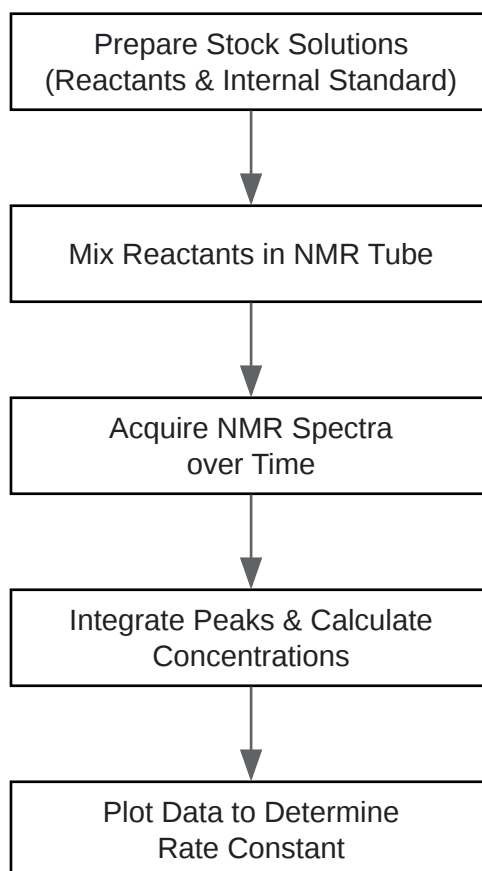 Prepare Stock Solutions
(Reactants & Internal Standard)
Mix Reactants in NMR Tube
Acquire NMR Spectra
over Time
Integrate Peaks & Calculate
Concentrations
Plot Data to Determine
Rate Constant